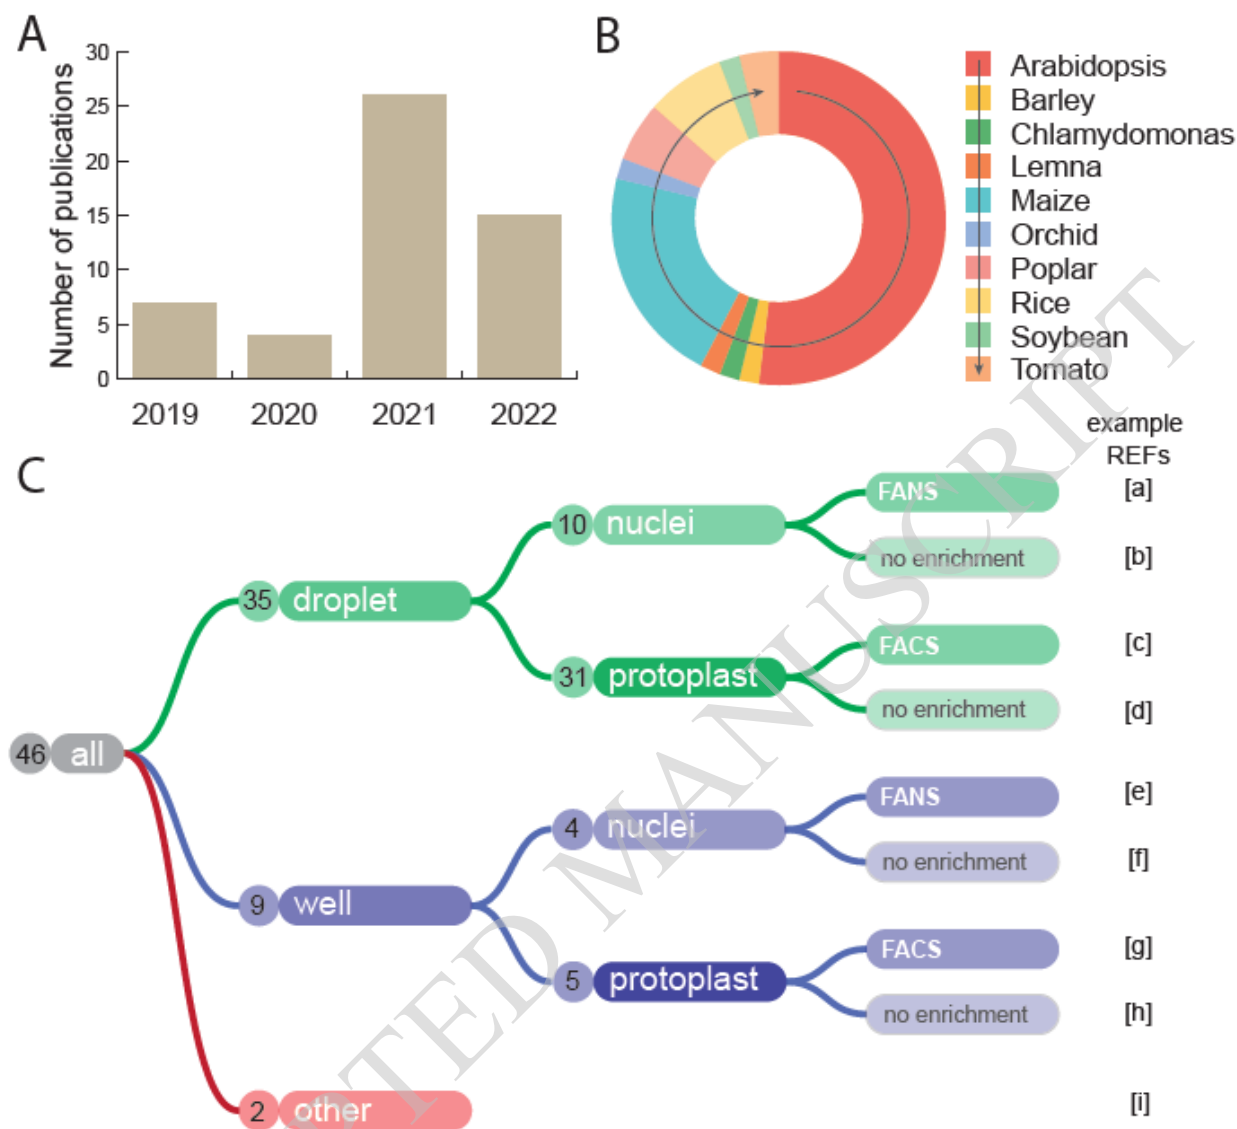 A
Number of publications
30
25
20
15
10
5
0
2019 2020 2021 2022
B
Arabidopsis
Barley
Chlamydomonas
Lemna
Maize
Orchid
Poplar
Rice
Soybean
Tomato
C
example
REFs
46 all
35 droplet
10 nuclei
FANS [a]
no enrichment [b]
31 protoplast
FACS [c]
no enrichment [d]
9 well
4 nuclei
FANS [e]
no enrichment [f]
5 protoplast
FACS [g]
no enrichment [h]
2 other [i]
PTED MANUSCRIPT